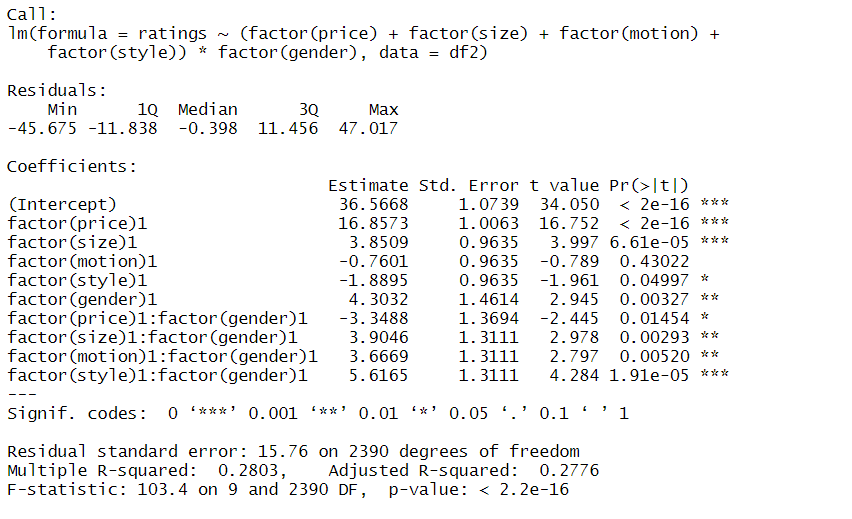 Call:
lm(formula = ratings ~ (factor(price) + factor(size) + factor(motion) +
    factor(style)) * factor(gender), data = df2)

Residuals:
    Min      1Q  Median      3Q     Max
-45.675 -11.838  -0.398  11.456  47.017

Coefficients:
                                Estimate Std. Error t value Pr(>|t|)
(Intercept)                      36.5668     1.0739  34.050  < 2e-16 ***
factor(price)1                   16.8573     1.0063  16.752  < 2e-16 ***
factor(size)1                     3.8509     0.9635   3.997 6.61e-05 ***
factor(motion)1                  -0.7601     0.9635  -0.789  0.43022
factor(style)1                   -1.8895     0.9635  -1.961  0.04997 *
factor(gender)1                   4.3032     1.4614   2.945  0.00327 **
factor(price)1:factor(gender)1   -3.3488     1.3694  -2.445  0.01454 *
factor(size)1:factor(gender)1     3.9046     1.3111   2.978  0.00293 **
factor(motion)1:factor(gender)1   3.6669     1.3111   2.797  0.00520 **
factor(style)1:factor(gender)1    5.6165     1.3111   4.284 1.91e-05 ***
---
Signif. codes:  0 ‘***’ 0.001 ‘**’ 0.01 ‘*’ 0.05 ‘.’ 0.1 ‘ ’ 1

Residual standard error: 15.76 on 2390 degrees of freedom
Multiple R-squared:  0.2803,    Adjusted R-squared:  0.2776
F-statistic: 103.4 on 9 and 2390 DF,  p-value: < 2.2e-16